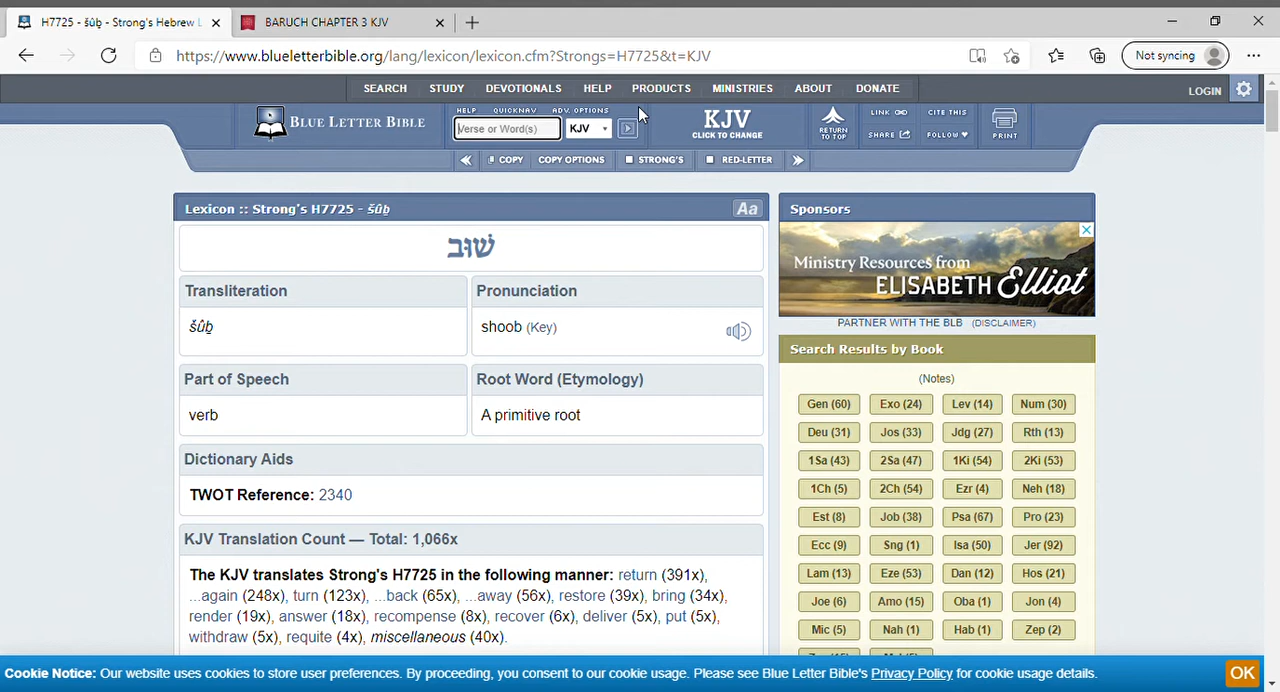 H7725 - šûḇ - Strong's Hebrew L
BARUCH CHAPTER 3 KJV
https://www.blueletterbible.org/lang/lexicon/lexicon.cfm?Strongs=H7725&t=KJV
Not syncing
SEARCH STUDY DEVOTIONALS HELP PRODUCTS MINISTRIES ABOUT DONATE
LOGIN
BLUE LETTER BIBLE
HELP QUICKNAV ADV. OPTIONS
Verse or Word(s) KJV
KJV
CLICK TO CHANGE
RETURN TO TOP
LINK CITE THIS
SHARE FOLLOW
PRINT
COPY COPY OPTIONS STRONG'S RED-LETTER
Lexicon :: Strong's H7725 - šûḇ
Aa
שׁוּב
Transliteration
šûḇ
Pronunciation
shoob (Key)
Part of Speech
verb
Root Word (Etymology)
A primitive root
Dictionary Aids
TWOT Reference: 2340
KJV Translation Count — Total: 1,066x
The KJV translates Strong's H7725 in the following manner: return (391x),
...again (248x), turn (123x), ...back (65x), ...away (56x), restore (39x), bring (34x),
render (19x), answer (18x), recompense (8x), recover (6x), deliver (5x), put (5x),
withdraw (5x), requite (4x), miscellaneous (40x).
Sponsors
Ministry Resources from
ELISABETH Elliot
PARTNER WITH THE BLB (DISCLAIMER)
Search Results by Book
(Notes)
Gen (60) Exo (24) Lev (14) Num (30)
Deu (31) Jos (33) Jdg (27) Rth (13)
1Sa (43) 2Sa (47) 1Ki (54) 2Ki (53)
1Ch (5) 2Ch (54) Ezr (4) Neh (18)
Est (8) Job (38) Psa (67) Pro (23)
Ecc (9) Sng (1) Isa (50) Jer (92)
Lam (13) Eze (53) Dan (12) Hos (21)
Joe (6) Amo (15) Oba (1) Jon (4)
Mic (5) Nah (1) Hab (1) Zep (2)
Cookie Notice: Our website uses cookies to store user preferences. By proceeding, you consent to our cookie usage. Please see Blue Letter Bible's Privacy Policy for cookie usage details.
OK